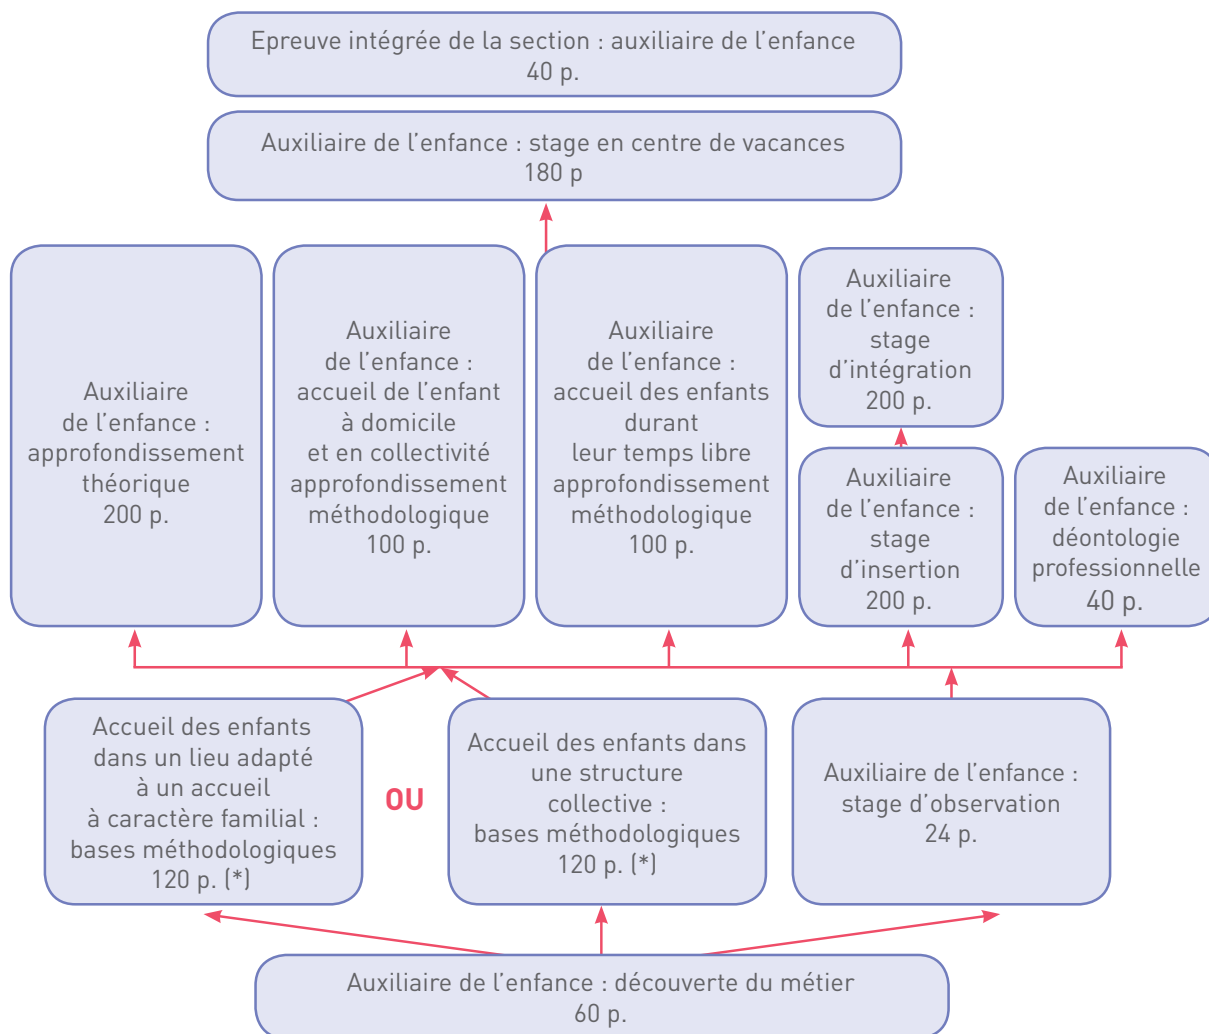 Epreuve intégrée de la section : auxiliaire de l'enfance
40 p.
Auxiliaire de l'enfance : stage en centre de vacances
180 p
Auxiliaire
de l'enfance :
approfondissement
théorique
200 p.
Auxiliaire
de l'enfance :
accueil de l'enfant
à domicile
et en collectivité
approfondissement
méthodologique
100 p.
Auxiliaire
de l'enfance :
accueil des enfants
durant
leur temps libre
approfondissement
méthodologique
100 p.
Auxiliaire
de l'enfance :
stage
d'intégration
200 p.
Auxiliaire
de l'enfance :
stage
d'insertion
200 p.
Auxiliaire
de l'enfance :
déontologie
professionnelle
40 p.
Accueil des enfants
dans un lieu adapté
à un accueil
à caractère familial :
bases méthodologiques
120 p. (*)
OU
Accueil des enfants dans
une structure
collective :
bases méthodologiques
120 p. (*)
Auxiliaire de l'enfance :
stage d'observation
24 p.
Auxiliaire de l'enfance : découverte du métier
60 p.